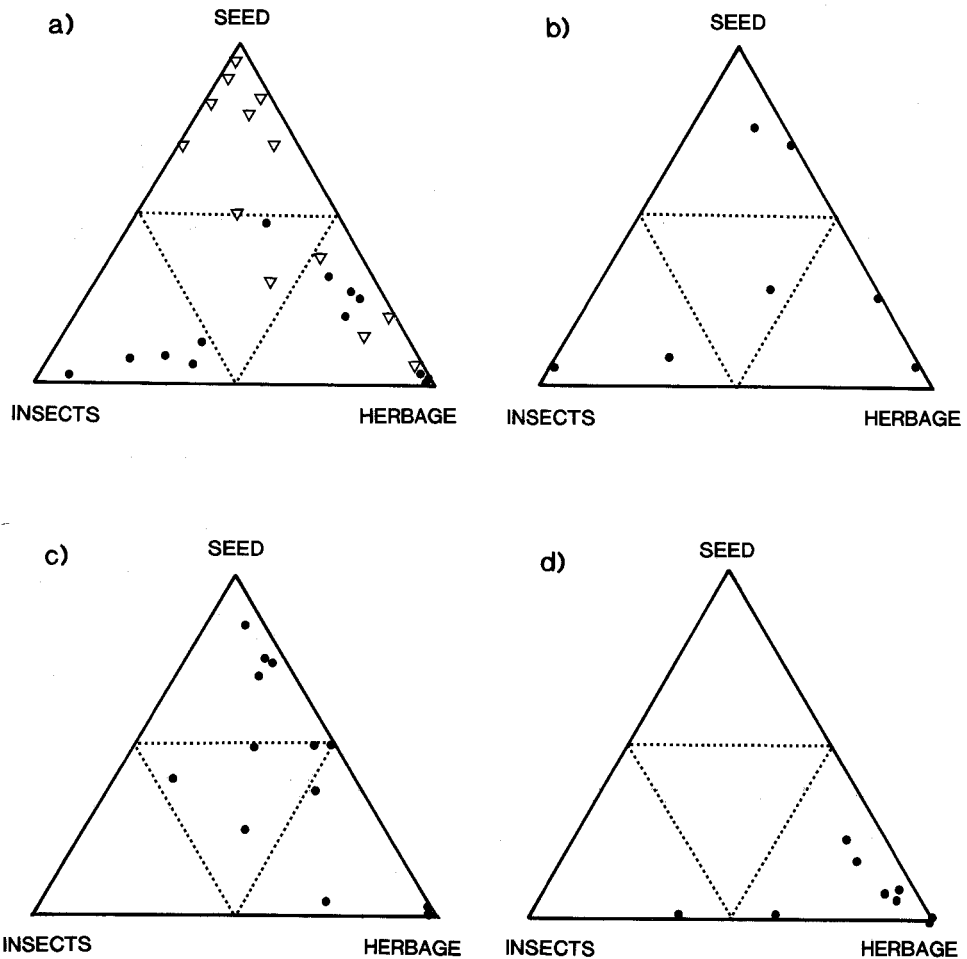 a)
SEED
INSECTS
HERBAGE
b)
SEED
INSECTS
HERBAGE
c)
SEED
INSECTS
HERBAGE
d)
SEED
INSECTS
HERBAGE